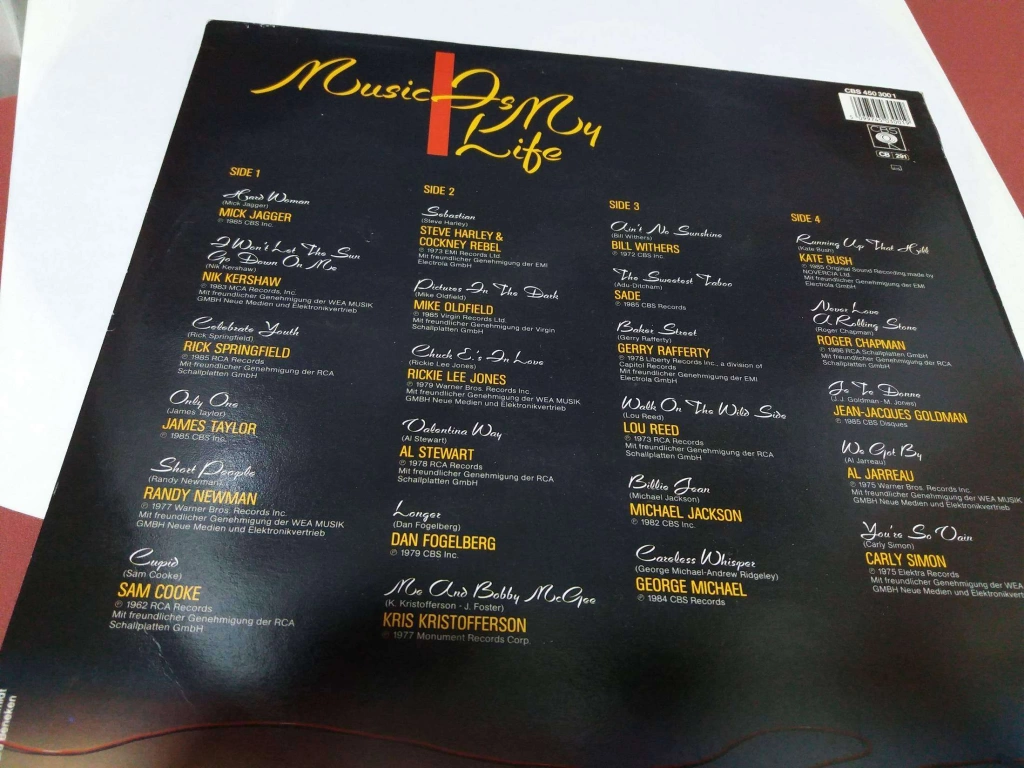 Music Is My
Life
CBS 450 300 1
CBS
CB 291
SIDE 1
Hard Woman
(Mick Jagger)
MICK JAGGER
℗ 1985 CBS Inc.
I Won't Let The Sun
Go Down On Me
(Nik Kershaw)
NIK KERSHAW
℗ 1983 MCA Records, Inc.
Mit freundlicher Genehmigung der WEA MUSIK
GMBH Neue Medien und Elektronikvertrieb
Celebrate Youth
(Rick Springfield)
RICK SPRINGFIELD
℗ 1985 RCA Records
Mit freundlicher Genehmigung der RCA
Schallplatten GmbH
Only One
(James Taylor)
JAMES TAYLOR
℗ 1985 CBS Inc.
Short People
(Randy Newman)
RANDY NEWMAN
℗ 1977 Warner Bros. Records Inc.
Mit freundlicher Genehmigung der WEA MUSIK
GMBH Neue Medien und Elektronikvertrieb
Cupid
(Sam Cooke)
SAM COOKE
℗ 1962 RCA Records
Mit freundlicher Genehmigung der RCA
Schallplatten GmbH
SIDE 2
Sebastian
(Steve Harley)
STEVE HARLEY &
COCKNEY REBEL
℗ 1973 EMI Records Ltd.
Mit freundlicher Genehmigung der EMI
Electrola GmbH
Pictures In The Dark
(Mike Oldfield)
MIKE OLDFIELD
℗ 1985 Virgin Records Ltd.
Mit freundlicher Genehmigung der Virgin
Schallplatten GmbH
Chuck E.'s In Love
(Rickie Lee Jones)
RICKIE LEE JONES
℗ 1979 Warner Bros. Records Inc.
Mit freundlicher Genehmigung der WEA MUSIK
GMBH Neue Medien und Elektronikvertrieb
Valentina Way
(Al Stewart)
AL STEWART
℗ 1978 RCA Records
Mit freundlicher Genehmigung der RCA
Schallplatten GmbH
Longer
(Dan Fogelberg)
DAN FOGELBERG
℗ 1979 CBS Inc.
Me And Bobby McGee
(K. Kristofferson - J. Foster)
KRIS KRISTOFFERSON
℗ 1977 Monument Records Corp.
SIDE 3
Ain't No Sunshine
(Bill Withers)
BILL WITHERS
℗ 1972 CBS Inc.
The Sweetest Taboo
(Adu-Ditcham)
SADE
℗ 1985 CBS Records
Baker Street
(Gerry Rafferty)
GERRY RAFFERTY
℗ 1978 Liberty Records Inc., a division of
Capitol Records
Mit freundlicher Genehmigung der EMI
Electrola GmbH
Walk On The Wild Side
(Lou Reed)
LOU REED
℗ 1973 RCA Records
Mit freundlicher Genehmigung der RCA
Schallplatten GmbH
Billie Jean
(Michael Jackson)
MICHAEL JACKSON
℗ 1982 CBS Inc.
Careless Whisper
(George Michael-Andrew Ridgeley)
GEORGE MICHAEL
℗ 1984 CBS Records
SIDE 4
Running Up That Hill
(Kate Bush)
KATE BUSH
℗ 1985 Original Sound Recording made by
NOVERCIA Ltd.
Mit freundlicher Genehmigung der EMI
Electrola GmbH
Never Love
A Rolling Stone
(Roger Chapman)
ROGER CHAPMAN
℗ 1986 RCA Schallplatten GmbH
Mit freundlicher Genehmigung der RCA
Schallplatten GmbH
Je Te Donne
(J.J. Goldman - M. Jones)
JEAN-JACQUES GOLDMAN
℗ 1985 CBS Disques
We Got By
(Al Jarreau)
AL JARREAU
℗ 1975 Warner Bros. Records Inc.
Mit freundlicher Genehmigung der WEA MUSIK
GMBH Neue Medien und Elektronikvertrieb
You're So Vain
(Carly Simon)
CARLY SIMON
℗ 1975 Elektra Records
Mit freundlicher Genehmigung der WEA
GMBH Neue Medien und Elektronikvertrieb
Beneken